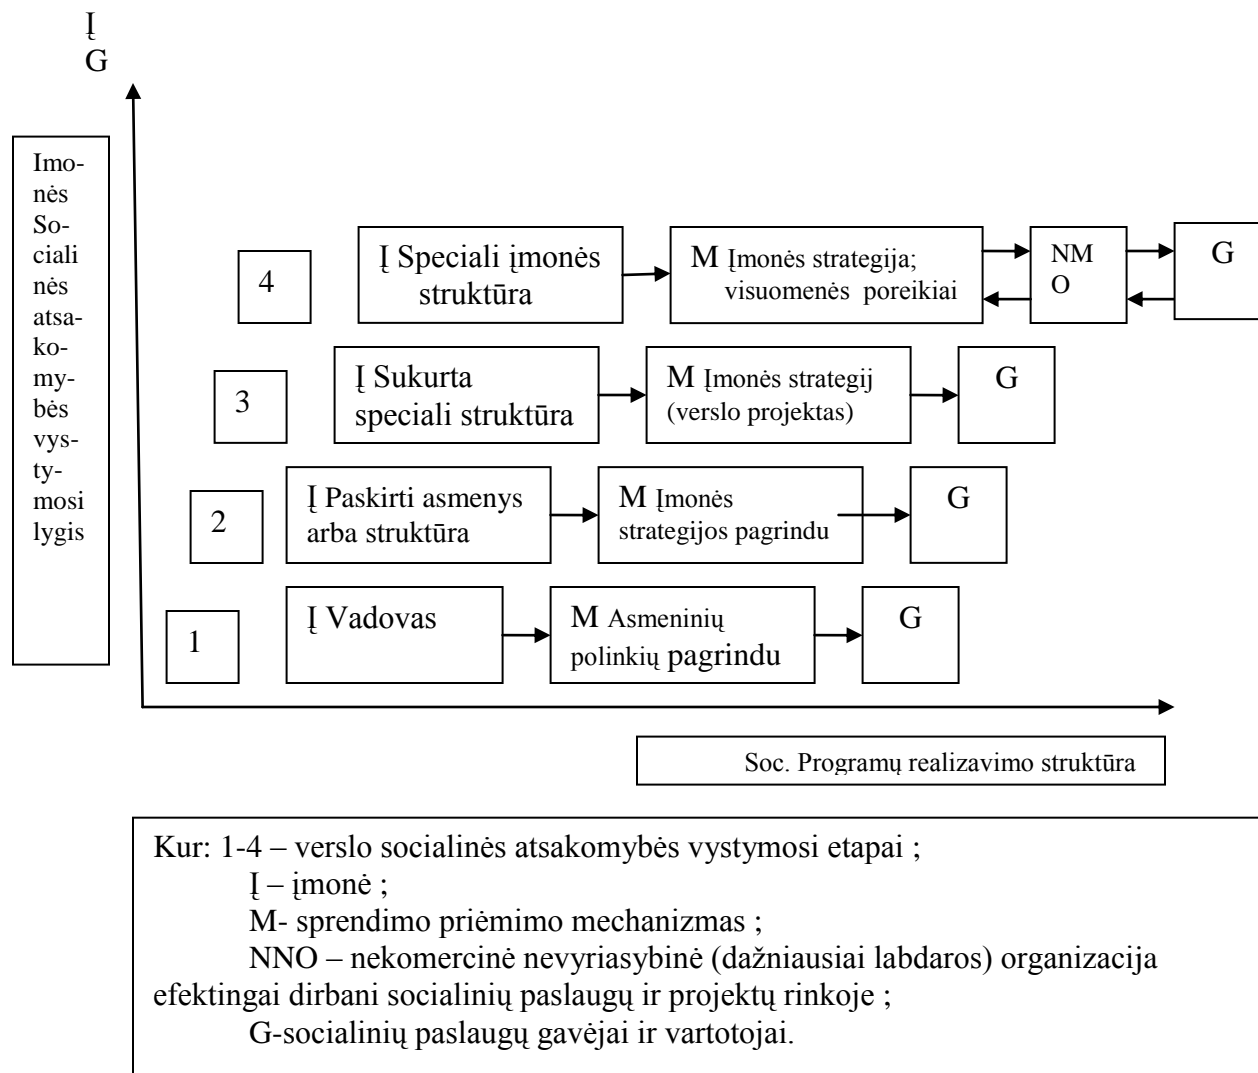 Į
G
Imo-
nės
So-
ciali
nės
atsa-
ko-
my-
bės
vys-
ty-
mosi
lygis
4
Į Speciali įmonės
struktūra
M Įmonės strategija;
visuomenės poreikiai
NM
O
G
3
Į Sukurta
speciali struktūra
M Įmonės strategij
(verslo projektas)
G
2
Į Paskirti asmenys
arba struktūra
M Įmonės
strategijos pagrindu
G
1
Į Vadovas
M Asmeninių
polinkių pagrindu
G
Soc. Programų realizavimo struktūra
Kur: 1-4 – verslo socialinės atsakomybės vystymosi etapai ;
Į – įmonė ;
M- sprendimo priėmimo mechanizmas ;
NNO – nekomercinė nevyriasybinė (dažniausiai labdaros) organizacija
efektingai dirbani socialinių paslaugų ir projektų rinkoje ;
G-socialinių paslaugų gavėjai ir vartotojai.